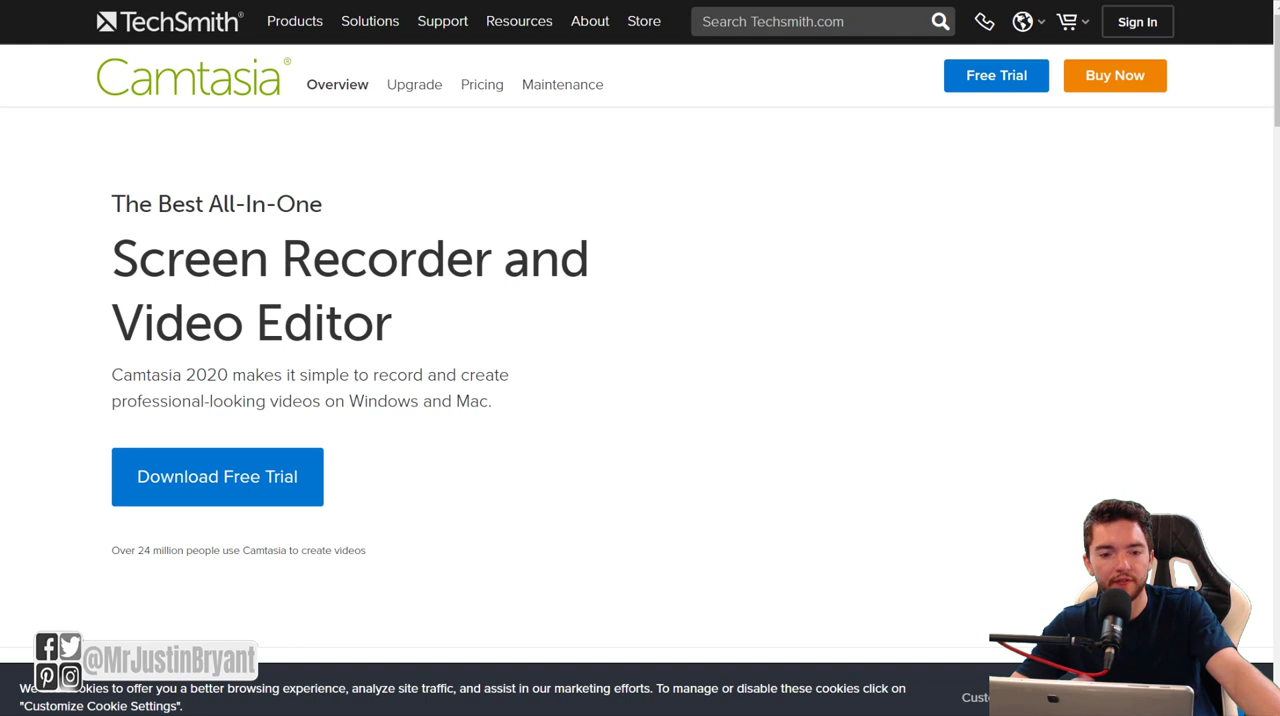 TechSmith®
Products
Solutions
Support
Resources
About
Store
Search Techsmith.com
Sign In
Camtasia®
Overview
Upgrade
Pricing
Maintenance
Free Trial
Buy Now
The Best All-In-One
Screen Recorder and
Video Editor
Camtasia 2020 makes it simple to record and create
professional-looking videos on Windows and Mac.
Download Free Trial
Over 24 million people use Camtasia to create videos
@MrJustinBryant
to offer you a better browsing experience, analyze site traffic, and assist in our marketing efforts. To manage or disable these cookies click on
"Customize Cookie Settings".